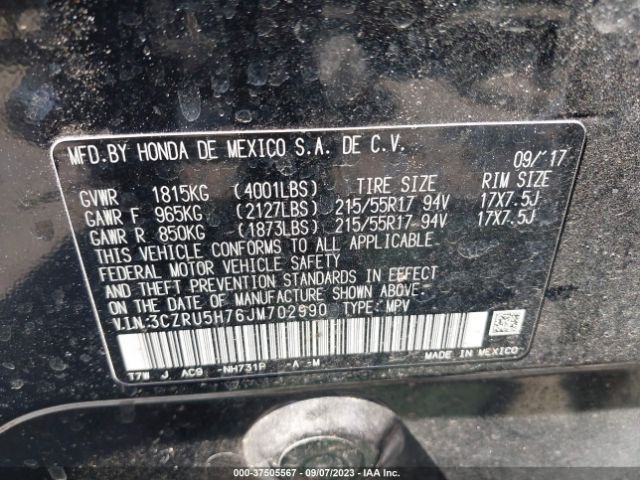 MFD.BY HONDA DE MEXICO S.A. DE C.V. 09/'17
GVWR 1815KG (4001LBS) TIRE SIZE RIM SIZE
GAWR F 965KG (2127LBS) 215/55R17 94V 17X7.5J
GAWR R 850KG (1873LBS) 215/55R17 94V 17X7.5J
THIS VEHICLE CONFORMS TO ALL APPLICABLE
FEDERAL MOTOR VEHICLE SAFETY
AND THEFT PREVENTION STANDARDS IN EFFECT
ON THE DATE OF MANUFACTURE SHOWN ABOVE.
V.I.N:3CZRU5H76JM702990 TYPE: MPV
MADE IN MEXICO
T7W J AC9 -NH731P -A -M
000-37505567 - 09/07/2023 - IAA Inc.